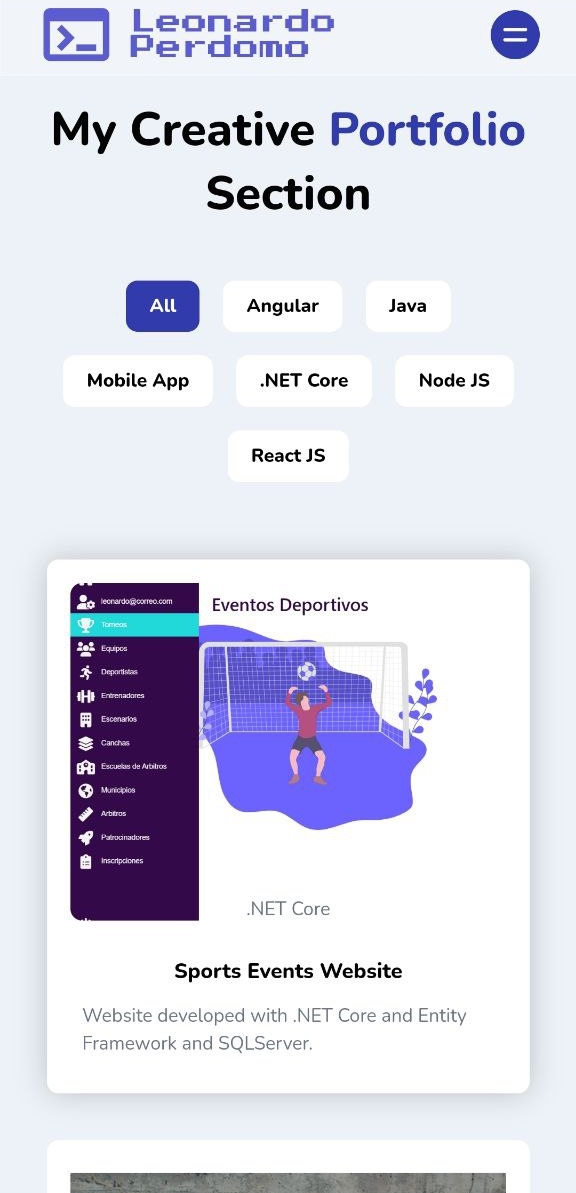 Leonardo
Perdomo
My Creative Portfolio
Section
All
Angular
Java
Mobile App
.NET Core
Node JS
React JS
leonardo@correo.com
Eventos Deportivos
Torneos
Equipos
Deportistas
Entrenadores
Escenarios
Canchas
Escuelas de Arbitros
Municipios
Arbitros
Patrocinadores
Inscripciones
.NET Core
Sports Events Website
Website developed with .NET Core and Entity
Framework and SQLServer.